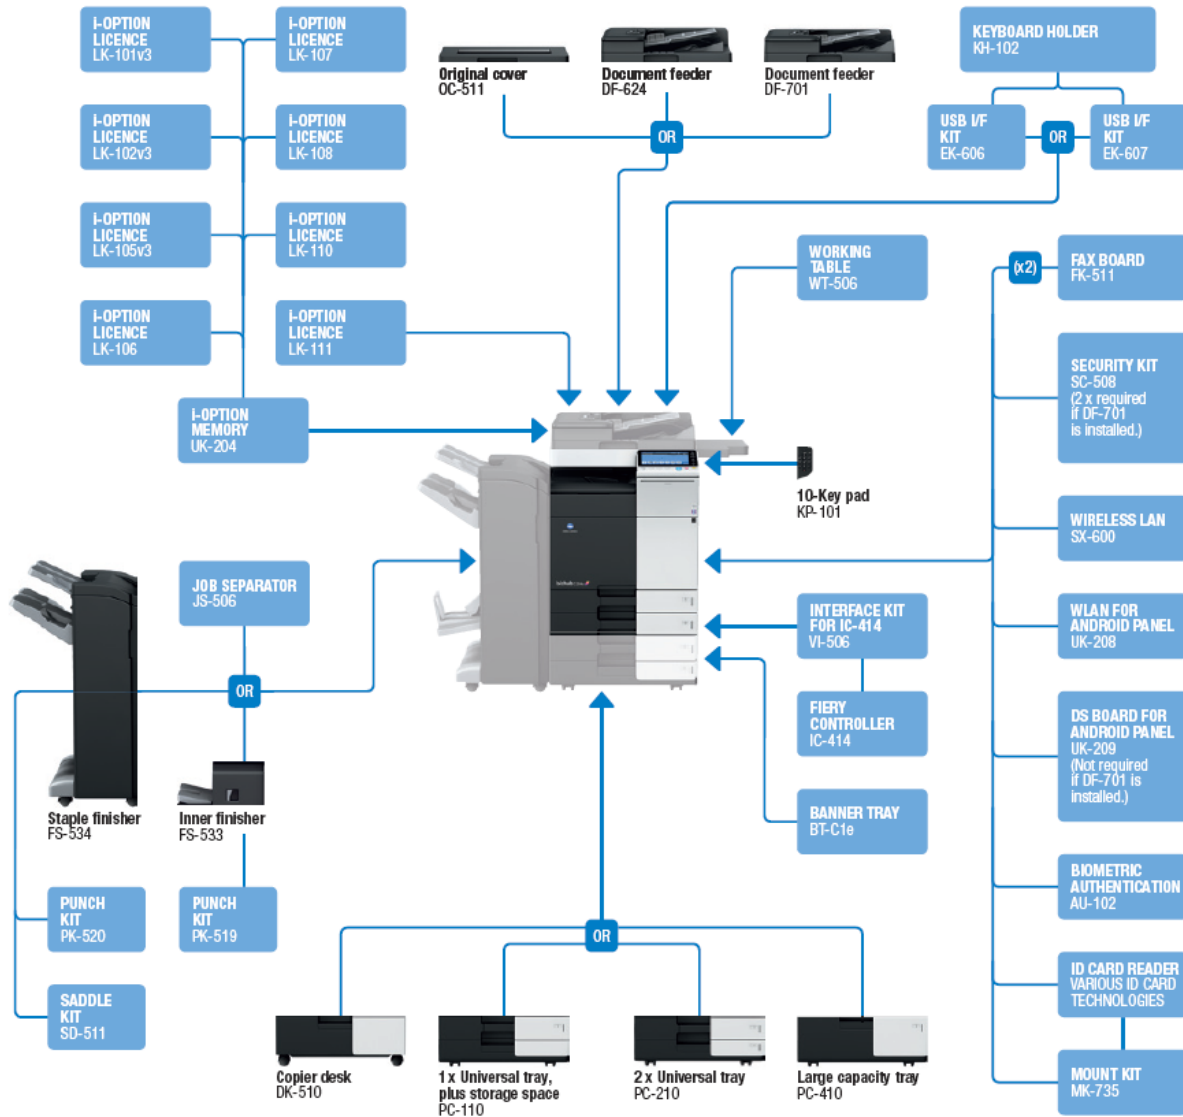 i-OPTION
LICENCE
LK-101v3
i-OPTION
LICENCE
LK-107
i-OPTION
LICENCE
LK-102v3
i-OPTION
LICENCE
LK-108
i-OPTION
LICENCE
LK-105v3
i-OPTION
LICENCE
LK-110
i-OPTION
LICENCE
LK-106
i-OPTION
LICENCE
LK-111
i-OPTION
MEMORY
UK-204
Original cover
OC-511
Document feeder
DF-624
Document feeder
DF-701
OR
KEYBOARD HOLDER
KH-102
USB I/F
KIT
EK-606
OR
USB I/F
KIT
EK-607
WORKING
TABLE
WT-506
10-Key pad
KP-101
(x2)
FAX BOARD
FK-511
SECURITY KIT
SC-508
(2 x required
if DF-701
is installed.)
WIRELESS LAN
SX-600
WLAN FOR
ANDROID PANEL
UK-208
DS BOARD FOR
ANDROID PANEL
UK-209
(Not required
if DF-701 is
installed.)
BIOMETRIC
AUTHENTICATION
AU-102
ID CARD READER
VARIOUS ID CARD
TECHNOLOGIES
MOUNT KIT
MK-735
INTERFACE KIT
FOR IC-414
VI-506
FIERY
CONTROLLER
IC-414
BANNER TRAY
BT-C1e
JOB SEPARATOR
JS-506
OR
Staple finisher
FS-534
Inner finisher
FS-533
PUNCH
KIT
PK-520
PUNCH
KIT
PK-519
SADDLE
KIT
SD-511
OR
Copier desk
DK-510
1 x Universal tray,
plus storage space
PC-110
2 x Universal tray
PC-210
Large capacity tray
PC-410